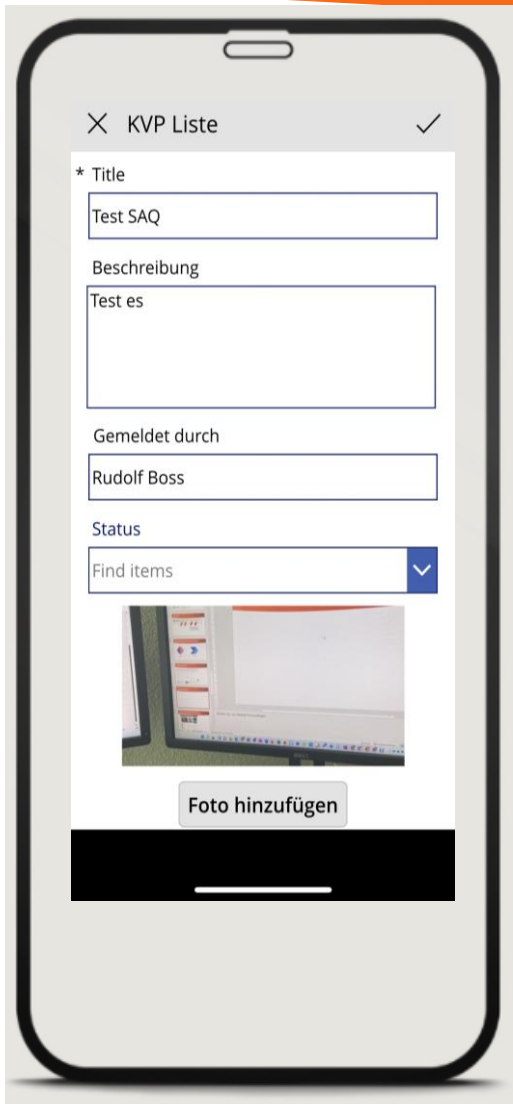 KVP Liste
* Title
Test SAQ
Beschreibung
Test es
Gemeldet durch
Rudolf Boss
Status
Find items
Foto hinzufügen